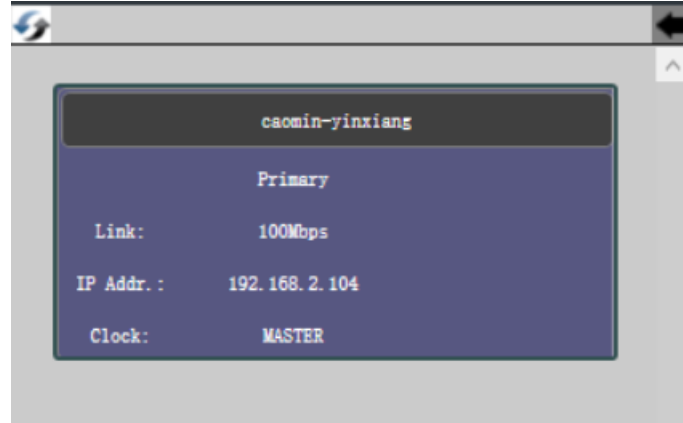 caomin-yinxiang
Primary
Link: 100Mbps
IP Addr.: 192.168.2.104
Clock: MASTER